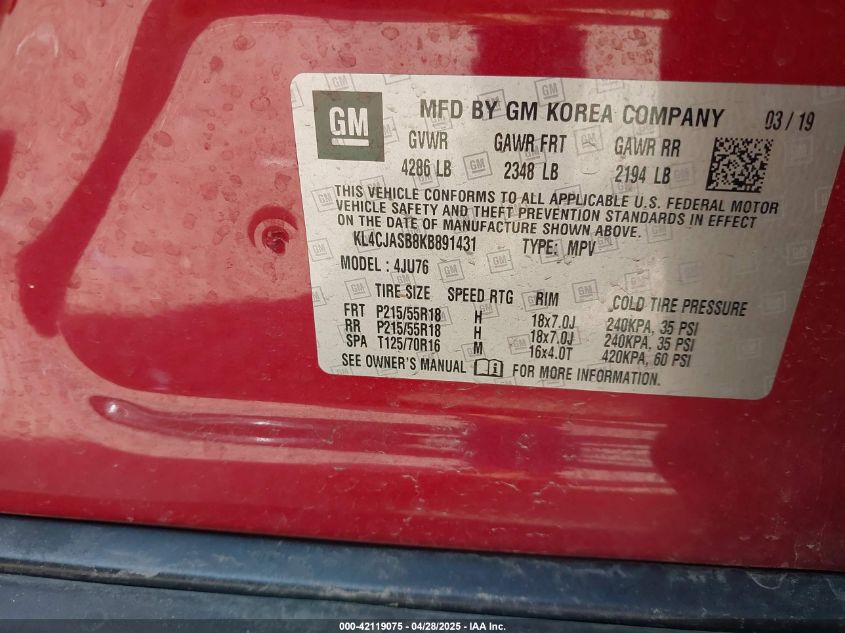 GM
MFD BY GM KOREA COMPANY 03 / 19
GVWR GAWR FRT GAWR RR
4286 LB 2348 LB 2194 LB
THIS VEHICLE CONFORMS TO ALL APPLICABLE U.S. FEDERAL MOTOR
VEHICLE SAFETY AND THEFT PREVENTION STANDARDS IN EFFECT
ON THE DATE OF MANUFACTURE SHOWN ABOVE.
KL4CJASB8KB891431 TYPE: MPV
MODEL : 4JU76
TIRE SIZE SPEED RTG RIM COLD TIRE PRESSURE
FRT P215/55R18 H 18x7.0J 240KPA, 35 PSI
RR P215/55R18 H 18x7.0J 240KPA, 35 PSI
SPA T125/70R16 M 16x4.0T 420KPA, 60 PSI
SEE OWNER'S MANUAL FOR MORE INFORMATION.
000-42119075 - 04/28/2025 - IAA Inc.